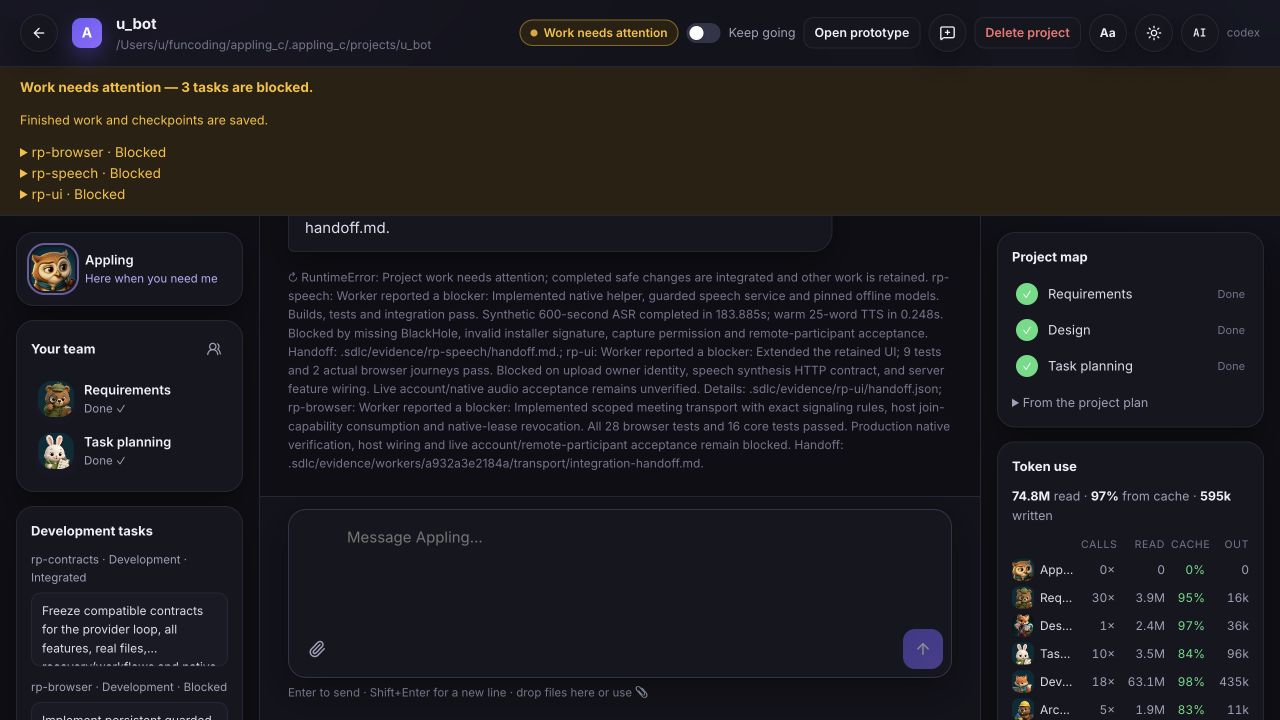 A
u_bot
/Users/u/funcoding/appling_c/.appling_c/projects/u_bot
Work needs attention
Keep going
Open prototype
Delete project
Aa
AI
codex
Work needs attention — 3 tasks are blocked.
Finished work and checkpoints are saved.
▶ rp-browser · Blocked
▶ rp-speech · Blocked
▶ rp-ui · Blocked
Appling
Here when you need me
Your team
Requirements
Done ✓
Task planning
Done ✓
Development tasks
rp-contracts · Development ·
Integrated
Freeze compatible contracts
for the provider loop, all
features, real files,...
rp-browser · Development · Blocked
handoff.md.
↻ RuntimeError: Project work needs attention; completed safe changes are integrated and other work is retained. rp-
speech: Worker reported a blocker: Implemented native helper, guarded speech service and pinned offline models.
Builds, tests and integration pass. Synthetic 600-second ASR completed in 183.885s; warm 25-word TTS in 0.248s.
Blocked by missing BlackHole, invalid installer signature, capture permission and remote-participant acceptance.
Handoff: .sdlc/evidence/rp-speech/handoff.md.; rp-ui: Worker reported a blocker: Extended the retained UI; 9 tests
and 2 actual browser journeys pass. Blocked on upload owner identity, speech synthesis HTTP contract, and server
feature wiring. Live account/native audio acceptance remains unverified. Details: .sdlc/evidence/rp-ui/handoff.json;
rp-browser: Worker reported a blocker: Implemented scoped meeting transport with exact signaling rules, host join-
capability consumption and native-lease revocation. All 28 browser tests and 16 core tests passed. Production native
verification, host wiring and live account/remote-participant acceptance remain blocked. Handoff:
.sdlc/evidence/workers/a932a3e2184a/transport/integration-handoff.md.
Message Appling...
Enter to send · Shift+Enter for a new line · drop files here or use 📎
Project map
Requirements Done
Design Done
Task planning Done
▶ From the project plan
Token use
74.8M read · 97% from cache · 595k
written
CALLS READ CACHE OUT
App... 0× 0 0% 0
Req... 30× 3.9M 95% 16k
Des... 1× 2.4M 97% 36k
Tas... 10× 3.5M 84% 96k
Dev... 18× 63.1M 98% 435k
Arc... 5× 1.9M 83% 11k